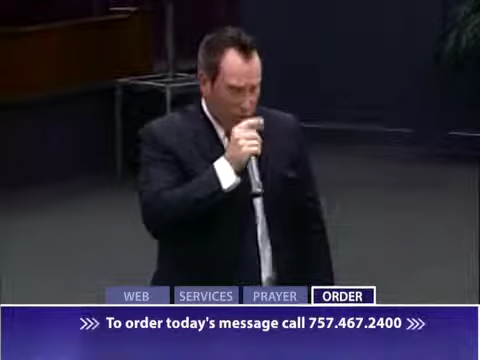 WEB SERVICES PRAYER ORDER
To order today's message call 757.467.2400